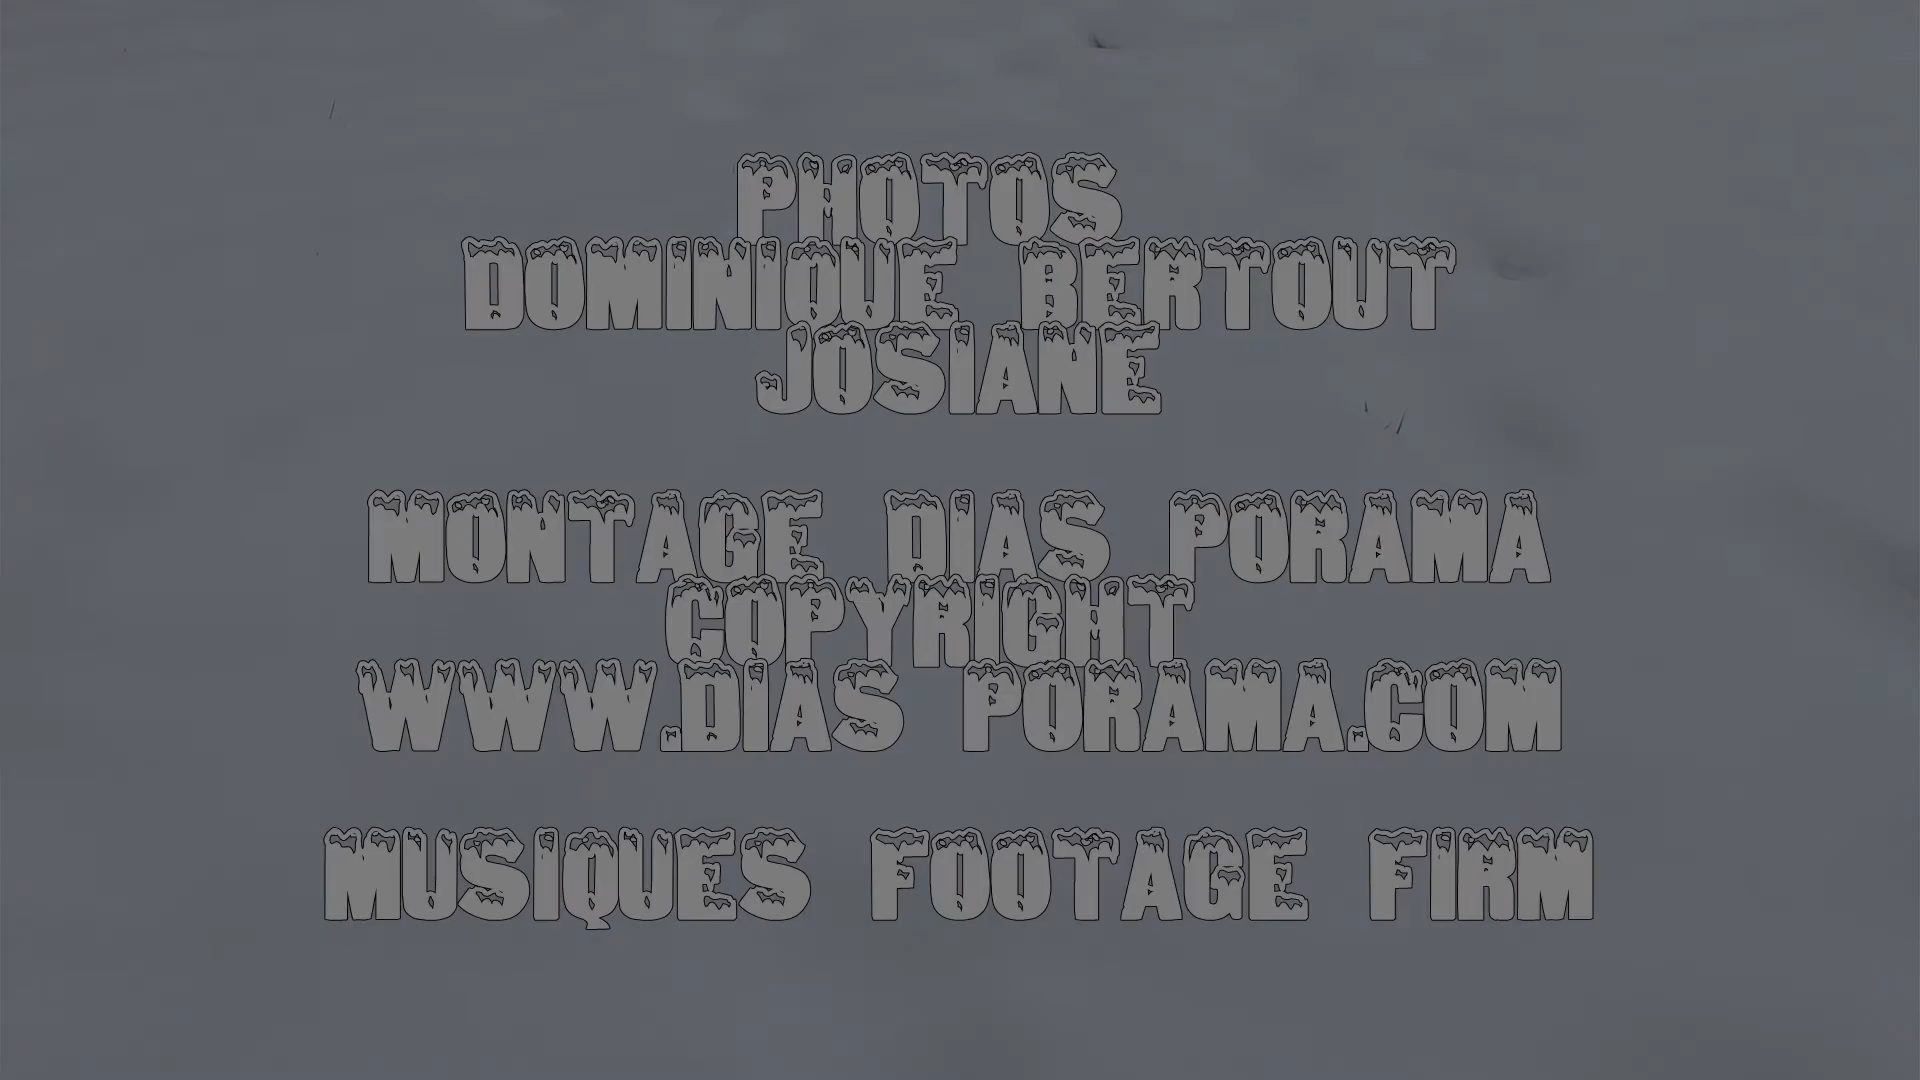 PHOTOS
DOMINIQUE BERTOUT
JOSIANE
MONTAGE DIAS PORAMA
COPYRIGHT
WWW.DIAS PORAMA.COM
MUSIQUES FOOTAGE FIRM